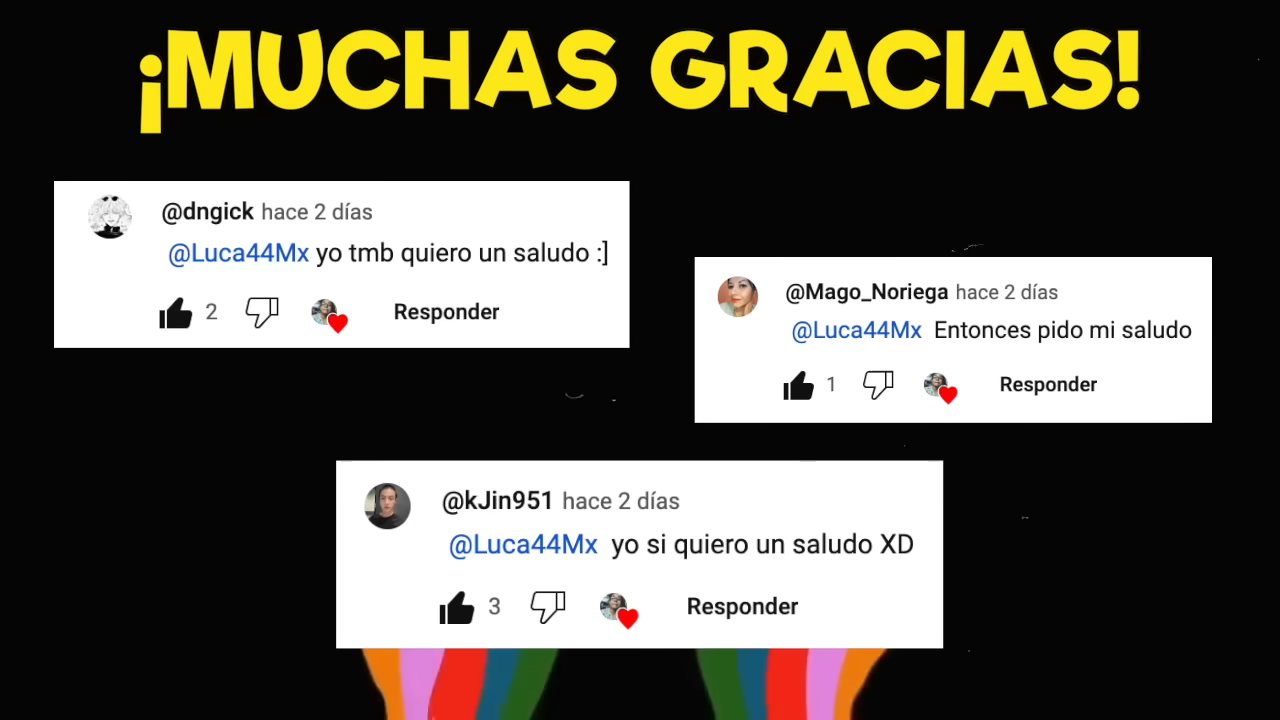 ¡MUCHAS GRACIAS!
@dngick hace 2 días
@Luca44Mx yo tmb quiero un saludo :]
2 Responder
@Mago_Noriega hace 2 días
@Luca44Mx Entonces pido mi saludo
1 Responder
@kJin951 hace 2 días
@Luca44Mx yo si quiero un saludo XD
3 Responder